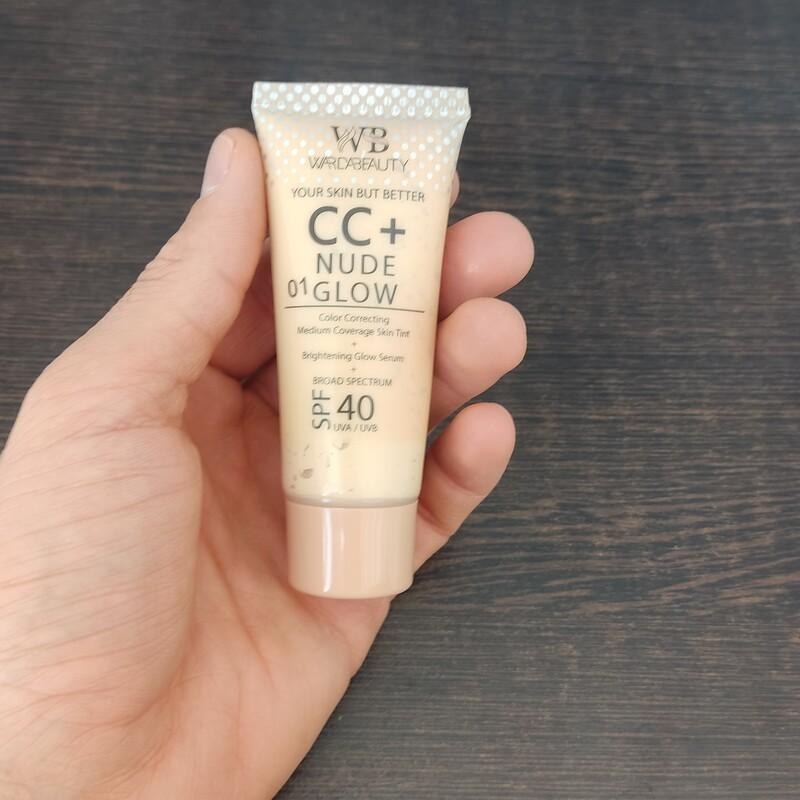 WB
WARDABEAUTY
YOUR SKIN BUT BETTER
CC+
NUDE
01 GLOW
Color Correcting
Medium Coverage Skin Tint
+
Brightening Glow Serum
+
BROAD SPECTRUM
SPF 40
UVA / UVB